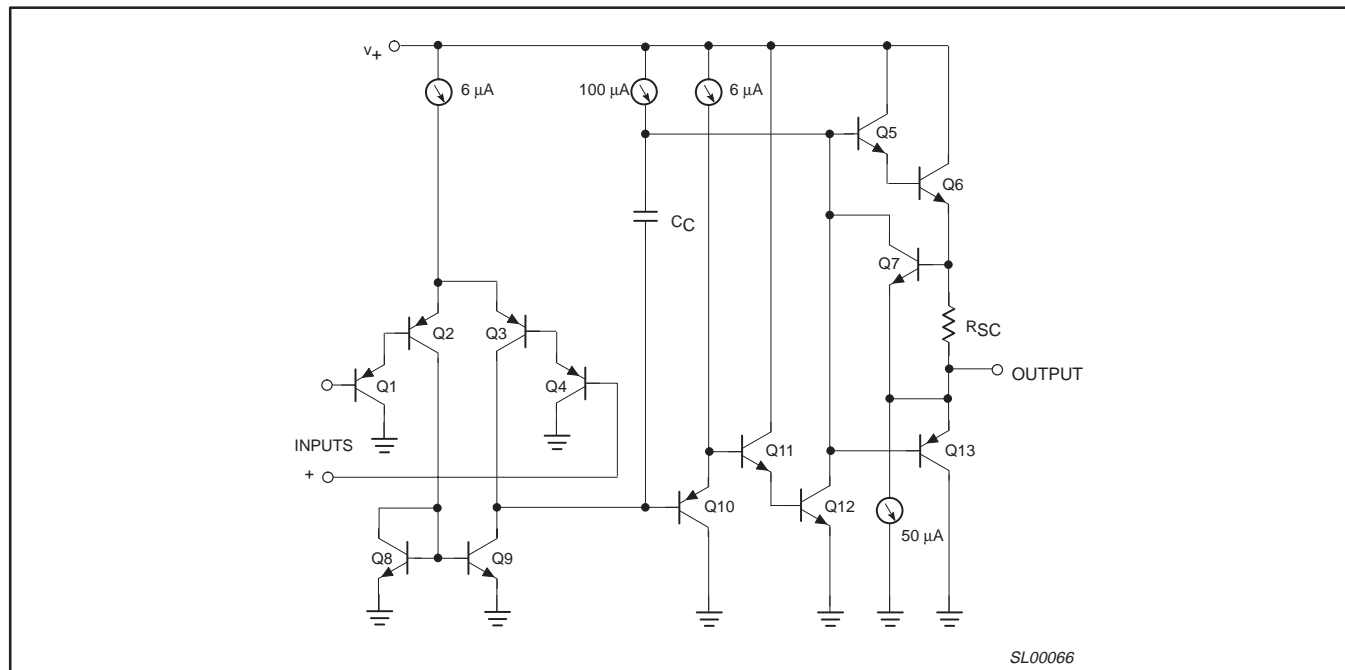 V+
6 μA
100 μA
6 μA
Q5
Q6
CC
Q7
Q2
Q3
RSC
Q1
Q4
OUTPUT
INPUTS
+
Q11
Q13
Q10
Q12
50 μA
Q8
Q9
SL00066